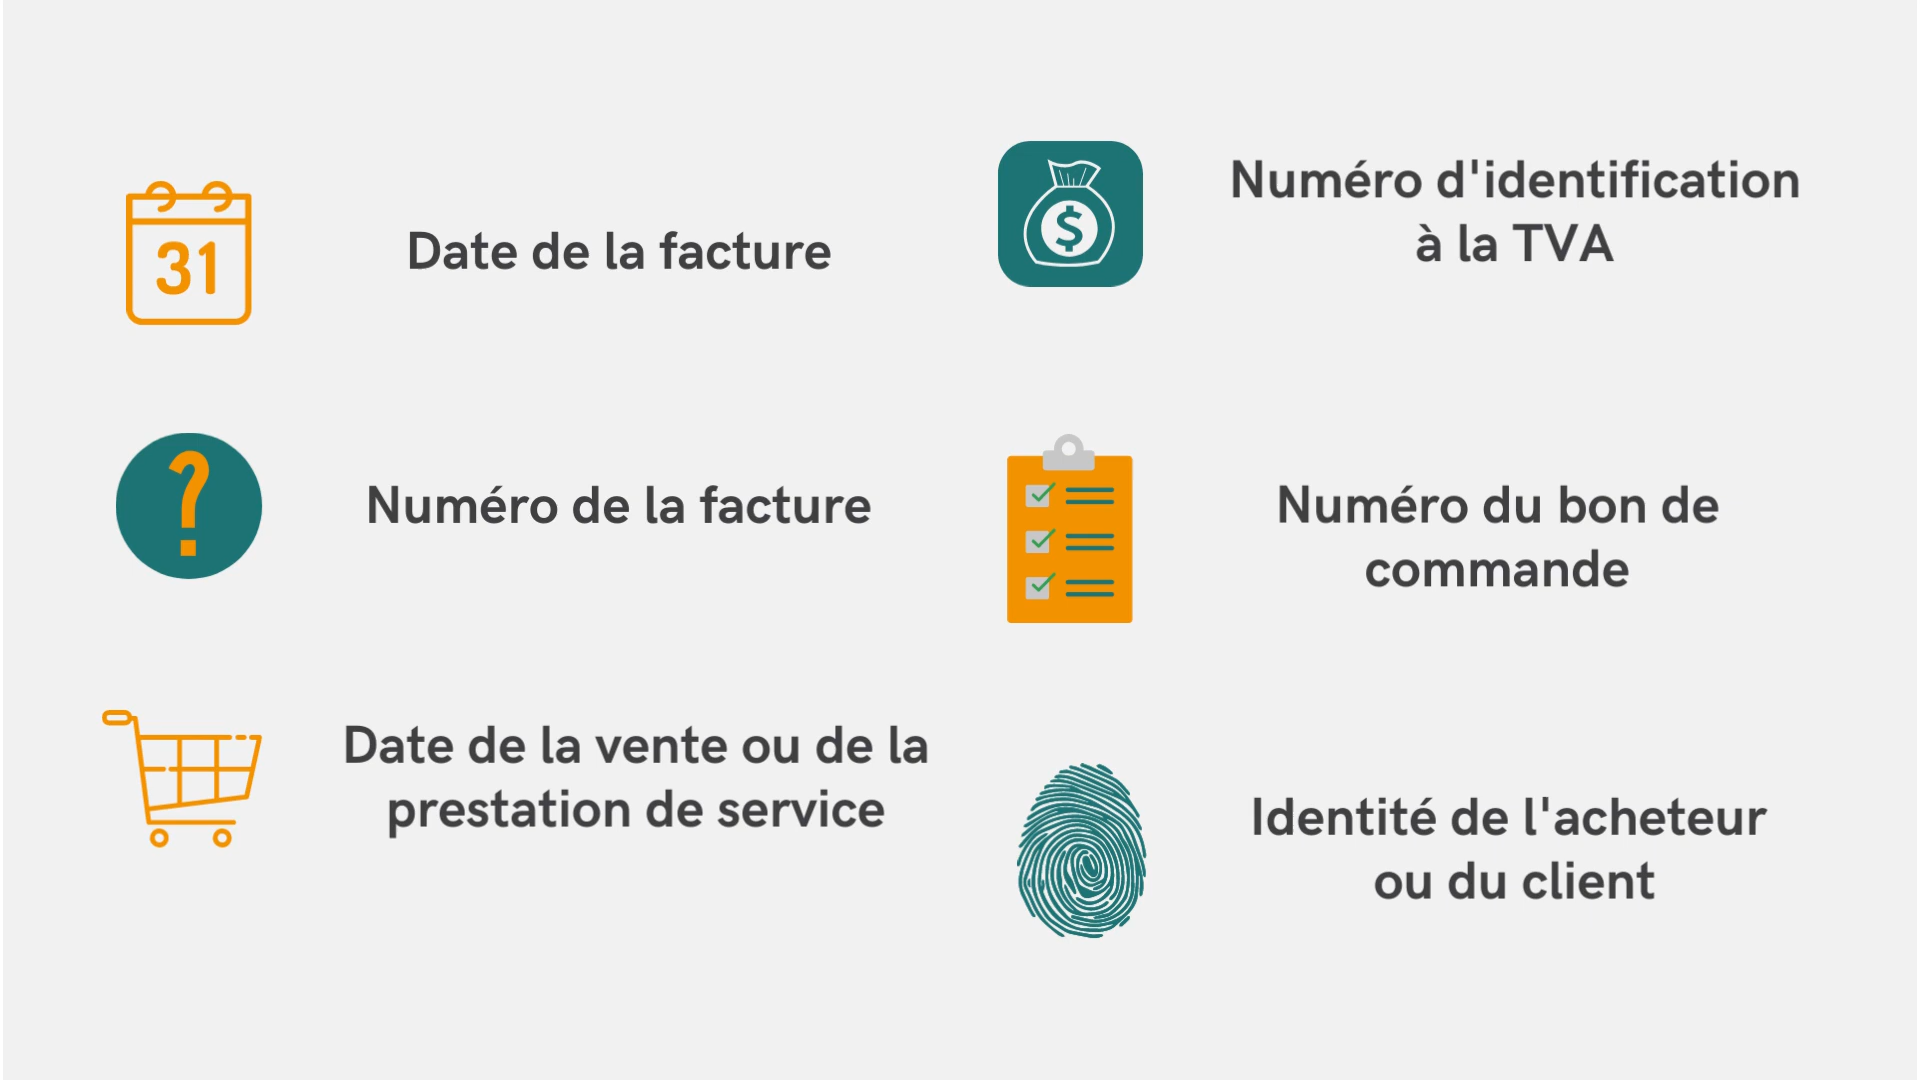 31
Date de la facture
?
Numéro de la facture
Date de la vente ou de la
prestation de service
$
Numéro d'identification
à la TVA
Numéro du bon de
commande
Identité de l'acheteur
ou du client